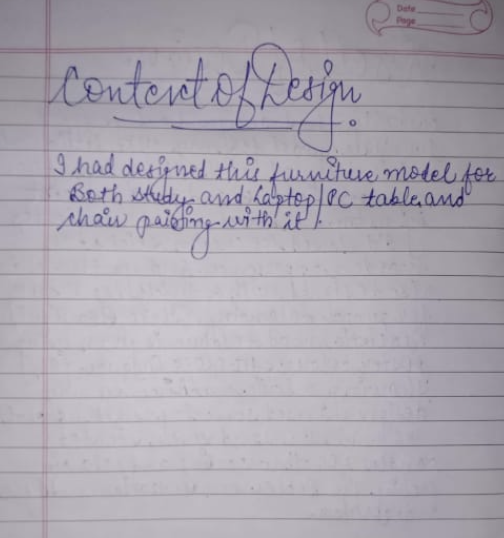 Date
Page
Context of Design.
I had designed this furniture model for
Both study and Laptop/PC table, and
chair pairing with it.